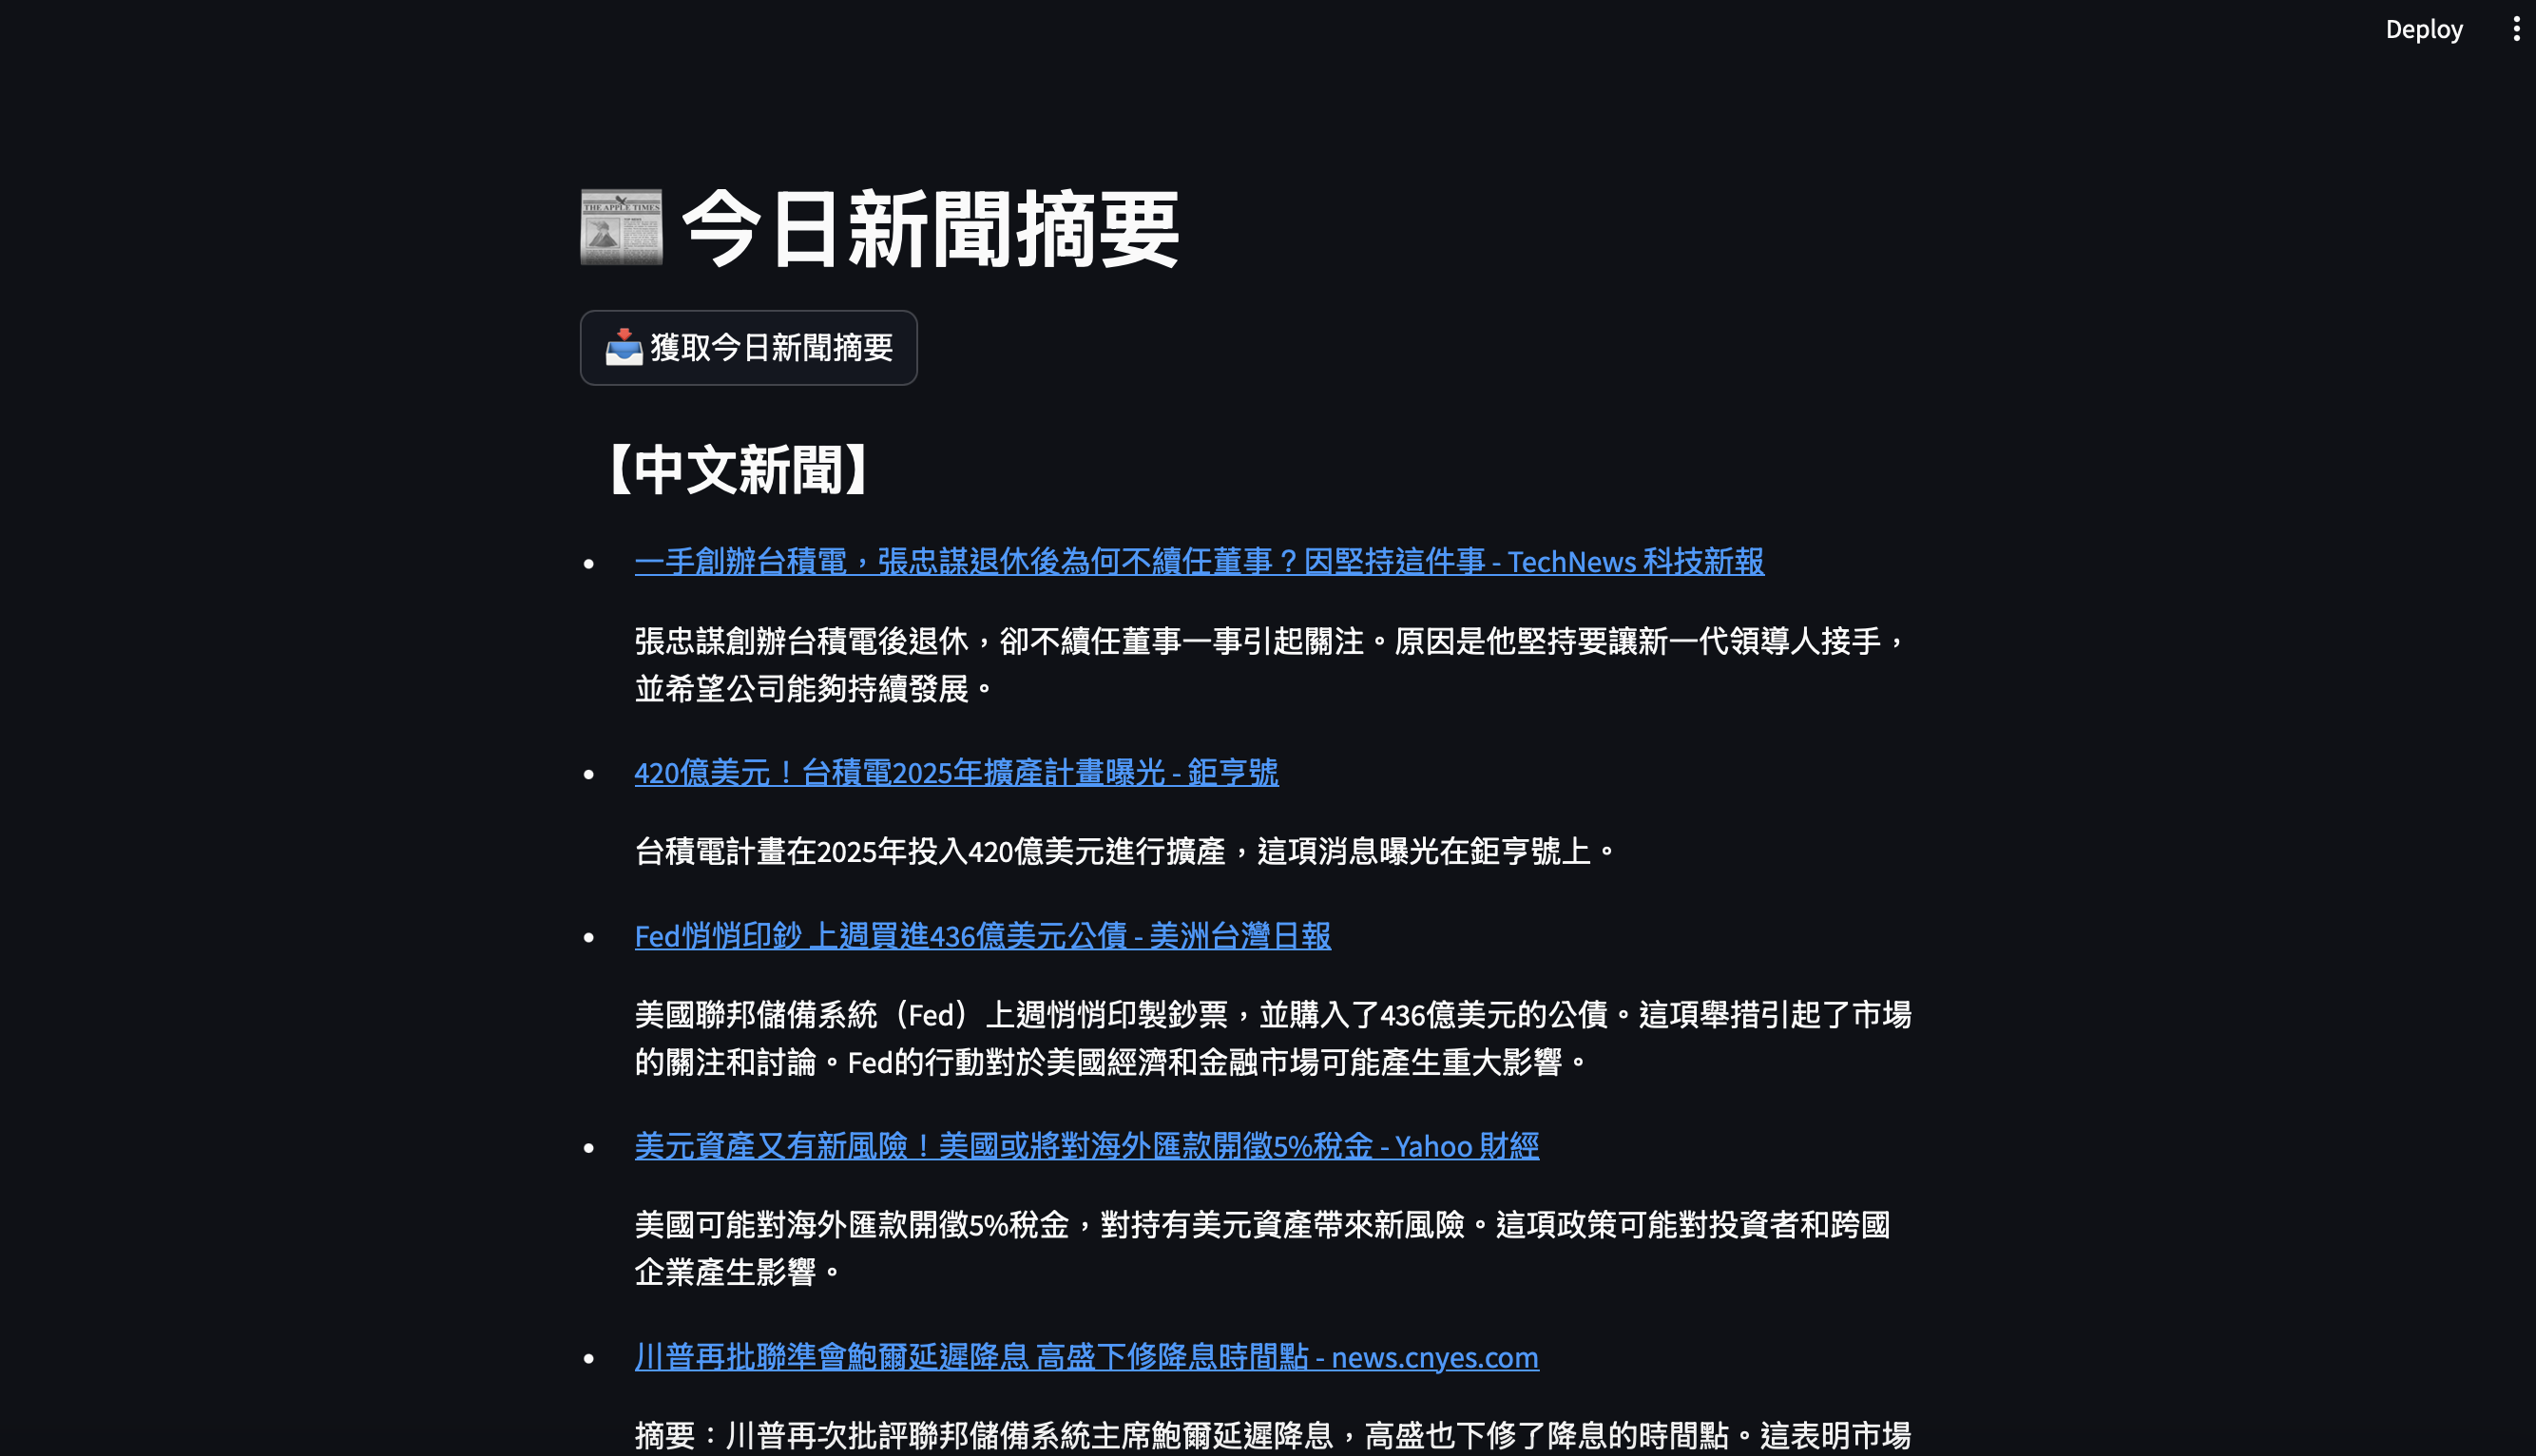 Deploy
THE APPLE TIMES
今日新聞摘要
獲取今日新聞摘要
【中文新聞】
一手創辦台積電，張忠謀退休後為何不續任董事？因堅持這件事 - TechNews 科技新報
張忠謀創辦台積電後退休，卻不續任董事一事引起關注。原因是他堅持要讓新一代領導人接手，
並希望公司能夠持續發展。
420億美元！台積電2025年擴產計畫曝光 - 鉅亨號
台積電計畫在2025年投入420億美元進行擴產，這項消息曝光在鉅亨號上。
Fed悄悄印鈔 上週買進436億美元公債 - 美洲台灣日報
美國聯邦儲備系統（Fed）上週悄悄印製鈔票，並購入了436億美元的公債。這項舉措引起了市場
的關注和討論。Fed的行動對於美國經濟和金融市場可能產生重大影響。
美元資產又有新風險！美國或將對海外匯款開徵5%稅金 - Yahoo 財經
美國可能對海外匯款開徵5%稅金，對持有美元資產帶來新風險。這項政策可能對投資者和跨國
企業產生影響。
川普再批聯準會鮑爾延遲降息 高盛下修降息時間點 - news.cnyes.com
摘要：川普再次批評聯邦儲備系統主席鮑爾延遲降息，高盛也下修了降息的時間點。這表明市場